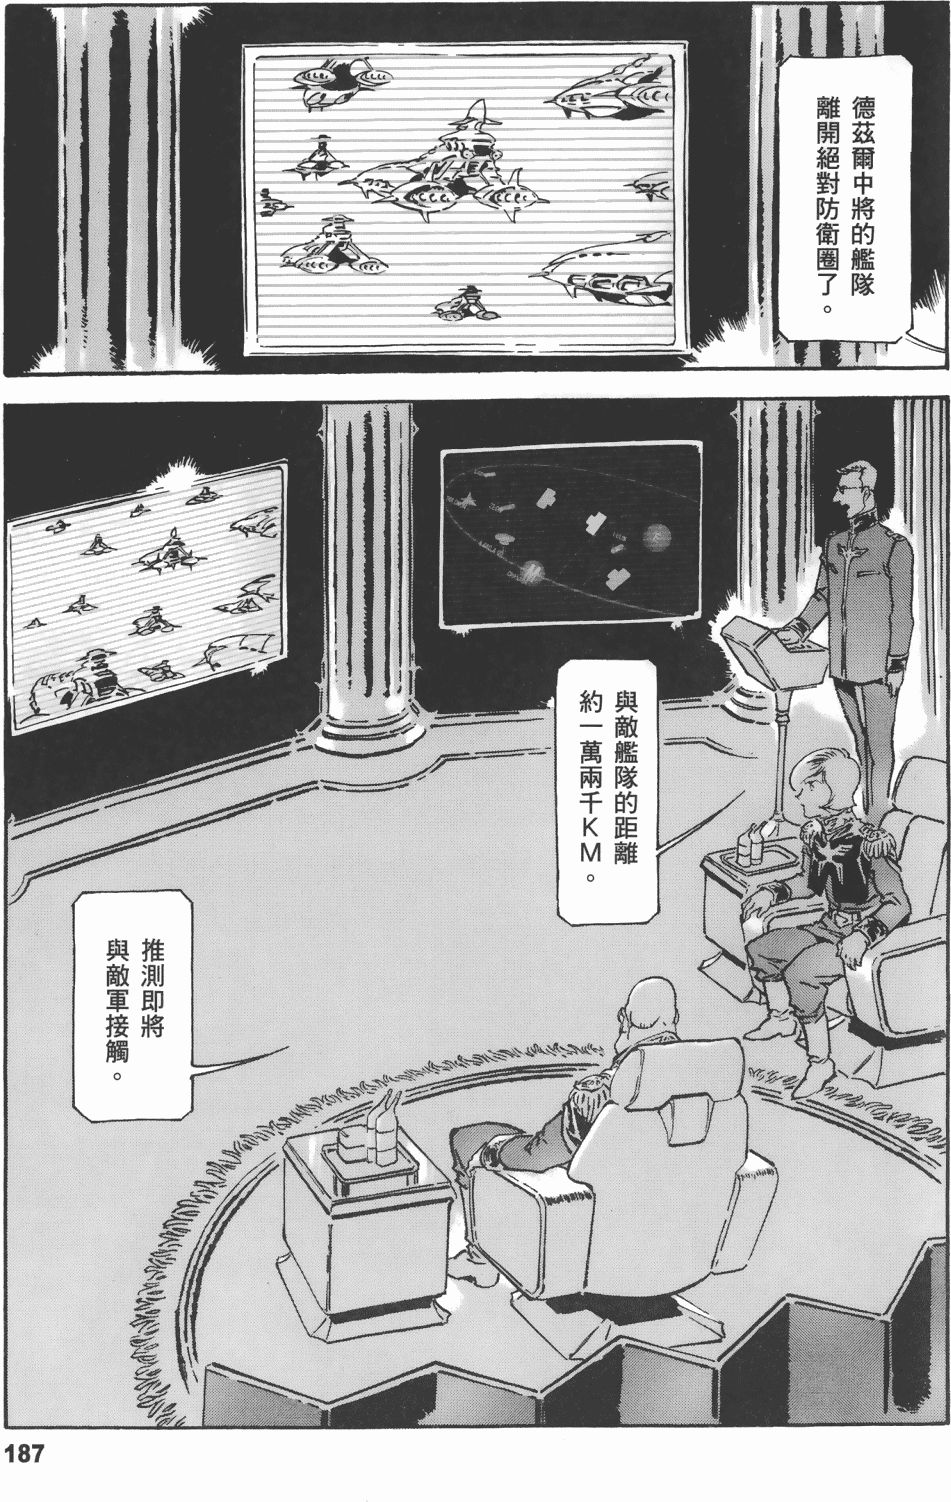 德茲爾中將的艦隊
離開絕對防衛圈了。
與敵艦隊的距離
約一萬兩千KM。
推測即將
與敵軍接觸。
187